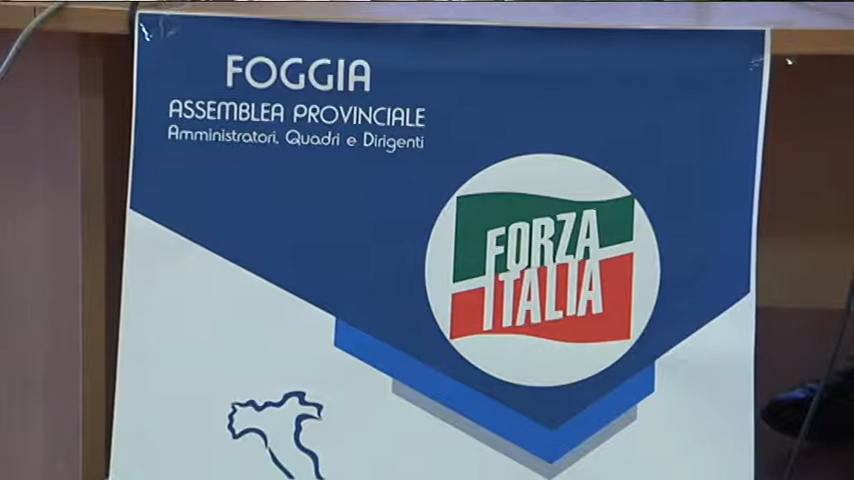 FOGGIA
ASSEMBLEA PROVINCIALE
Amministratori, Quadri e Dirigenti
FORZA
ITALIA